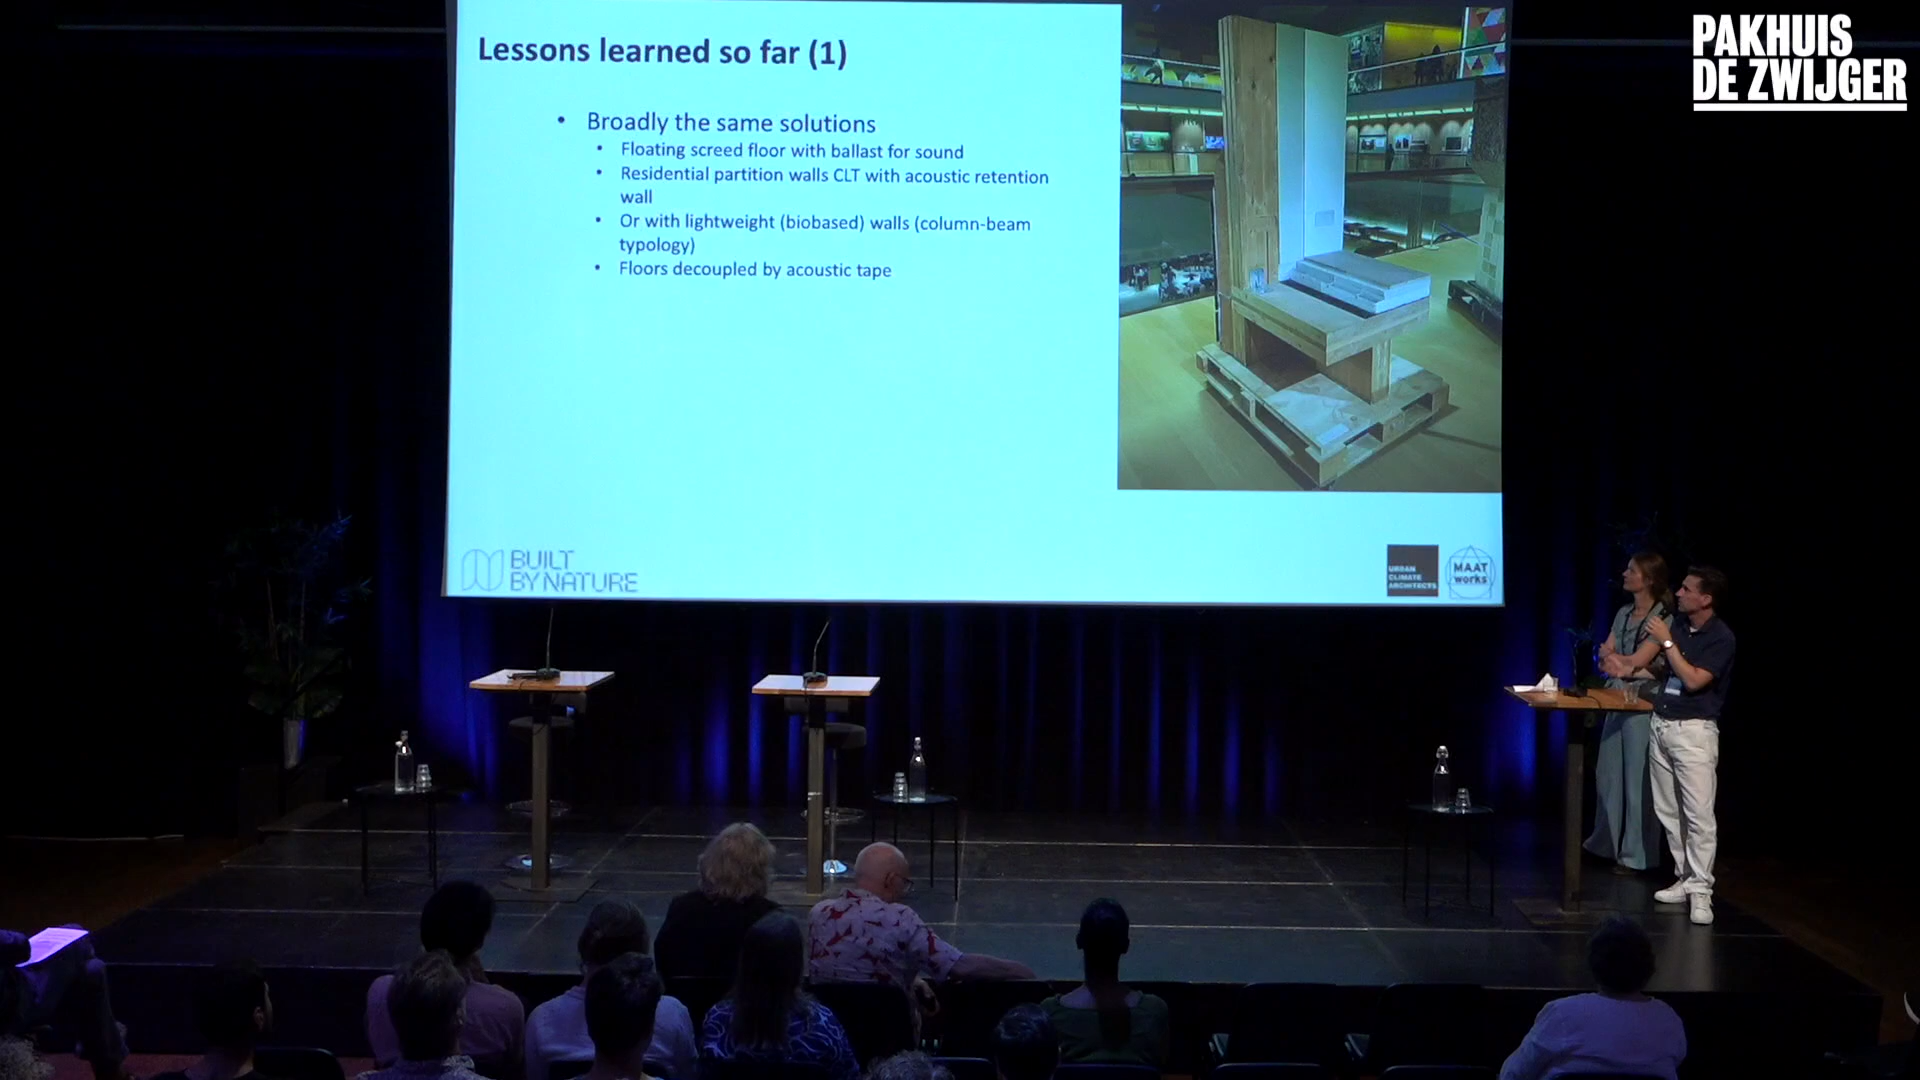 PAKHUIS
DE ZWIJGER
Lessons learned so far (1)
• Broadly the same solutions
• Floating screed floor with ballast for sound
• Residential partition walls CLT with acoustic retention
wall
• Or with lightweight (biobased) walls (column-beam
typology)
• Floors decoupled by acoustic tape
BUILT
BY NATURE
URBAN
CLIMATE
ARCHITECTS
MAAT
works